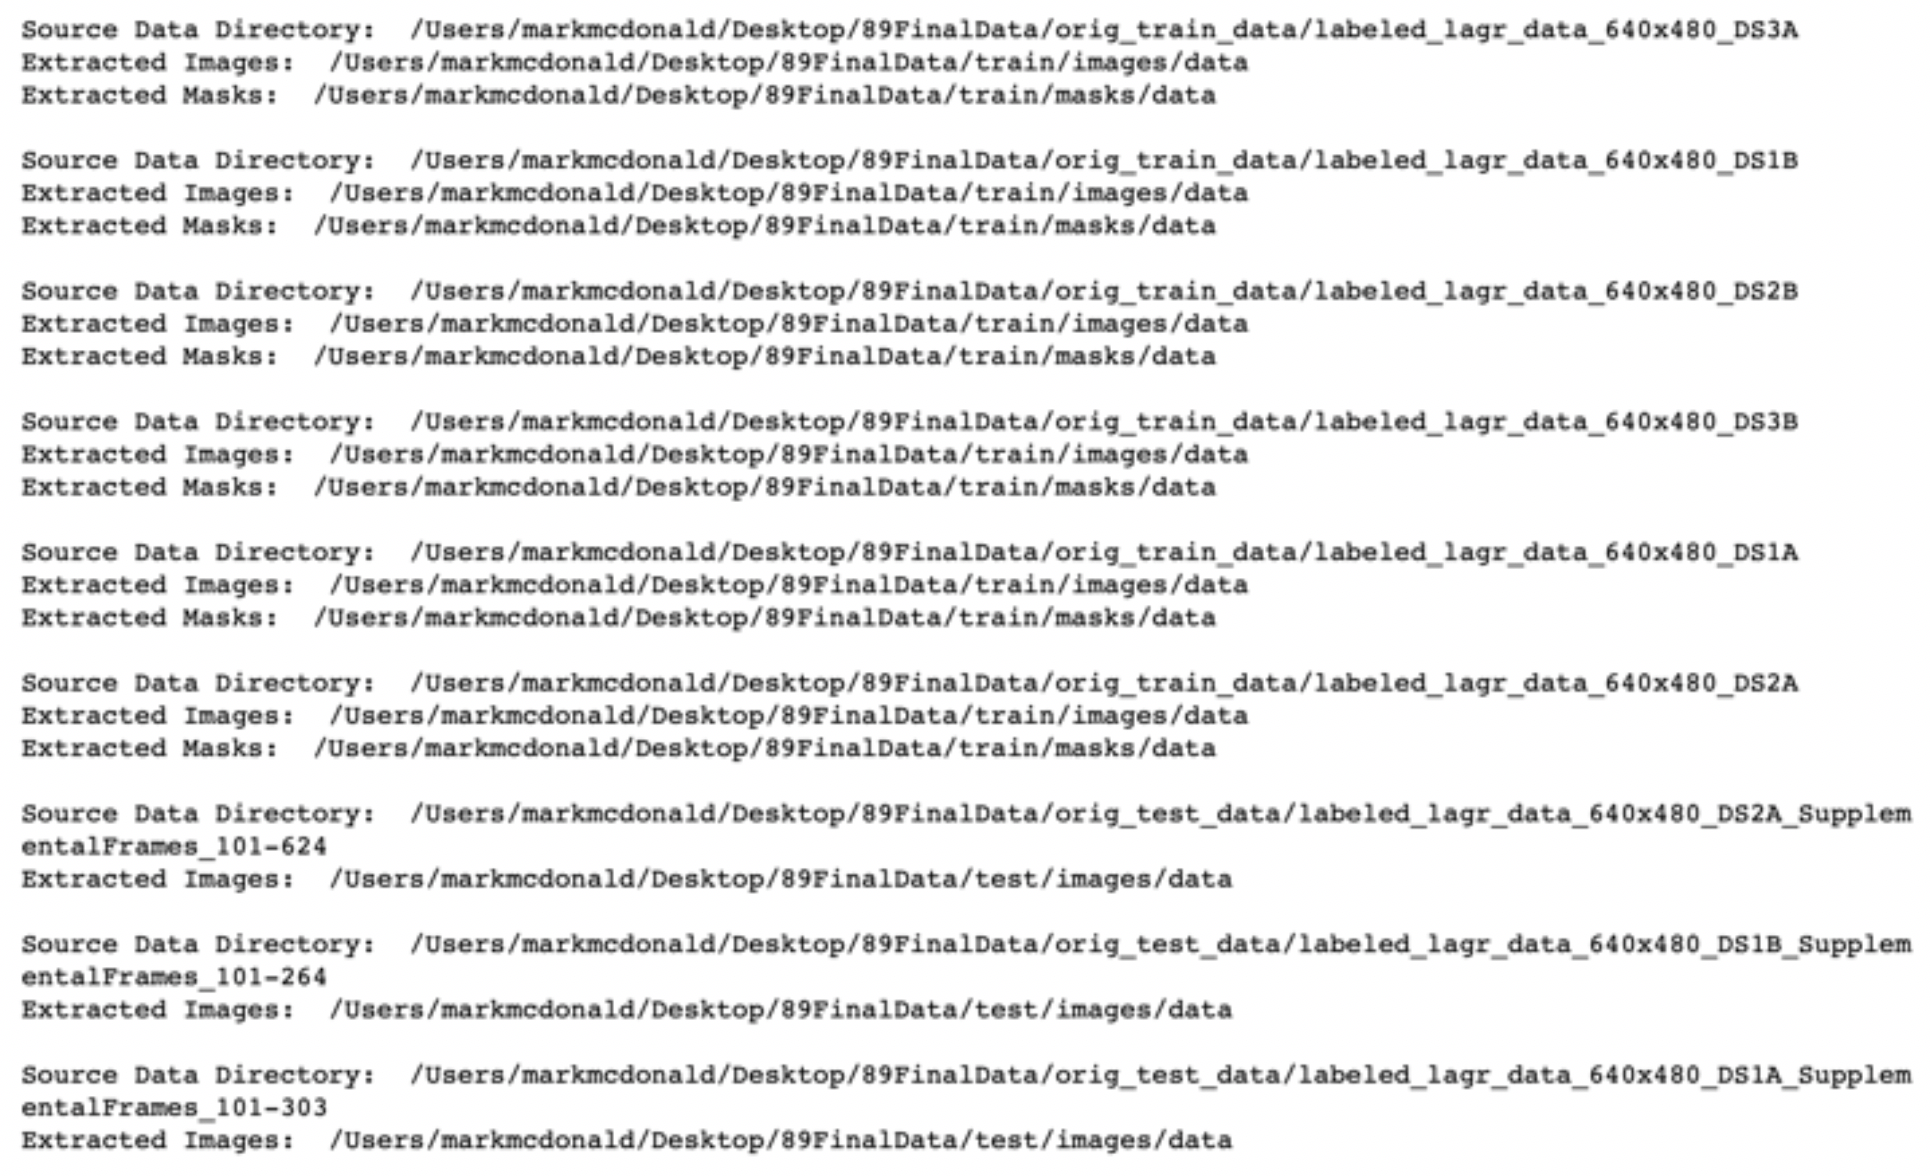 Source Data Directory:  /Users/markmcdonald/Desktop/89FinalData/orig_train_data/labeled_lagr_data_640x480_DS3A
Extracted Images:  /Users/markmcdonald/Desktop/89FinalData/train/images/data
Extracted Masks:  /Users/markmcdonald/Desktop/89FinalData/train/masks/data

Source Data Directory:  /Users/markmcdonald/Desktop/89FinalData/orig_train_data/labeled_lagr_data_640x480_DS1B
Extracted Images:  /Users/markmcdonald/Desktop/89FinalData/train/images/data
Extracted Masks:  /Users/markmcdonald/Desktop/89FinalData/train/masks/data

Source Data Directory:  /Users/markmcdonald/Desktop/89FinalData/orig_train_data/labeled_lagr_data_640x480_DS2B
Extracted Images:  /Users/markmcdonald/Desktop/89FinalData/train/images/data
Extracted Masks:  /Users/markmcdonald/Desktop/89FinalData/train/masks/data

Source Data Directory:  /Users/markmcdonald/Desktop/89FinalData/orig_train_data/labeled_lagr_data_640x480_DS3B
Extracted Images:  /Users/markmcdonald/Desktop/89FinalData/train/images/data
Extracted Masks:  /Users/markmcdonald/Desktop/89FinalData/train/masks/data

Source Data Directory:  /Users/markmcdonald/Desktop/89FinalData/orig_train_data/labeled_lagr_data_640x480_DS1A
Extracted Images:  /Users/markmcdonald/Desktop/89FinalData/train/images/data
Extracted Masks:  /Users/markmcdonald/Desktop/89FinalData/train/masks/data

Source Data Directory:  /Users/markmcdonald/Desktop/89FinalData/orig_train_data/labeled_lagr_data_640x480_DS2A
Extracted Images:  /Users/markmcdonald/Desktop/89FinalData/train/images/data
Extracted Masks:  /Users/markmcdonald/Desktop/89FinalData/train/masks/data

Source Data Directory:  /Users/markmcdonald/Desktop/89FinalData/orig_test_data/labeled_lagr_data_640x480_DS2A_Supplem
entalFrames_101-624
Extracted Images:  /Users/markmcdonald/Desktop/89FinalData/test/images/data

Source Data Directory:  /Users/markmcdonald/Desktop/89FinalData/orig_test_data/labeled_lagr_data_640x480_DS1B_Supplem
entalFrames_101-264
Extracted Images:  /Users/markmcdonald/Desktop/89FinalData/test/images/data

Source Data Directory:  /Users/markmcdonald/Desktop/89FinalData/orig_test_data/labeled_lagr_data_640x480_DS1A_Supplem
entalFrames_101-303
Extracted Images:  /Users/markmcdonald/Desktop/89FinalData/test/images/data